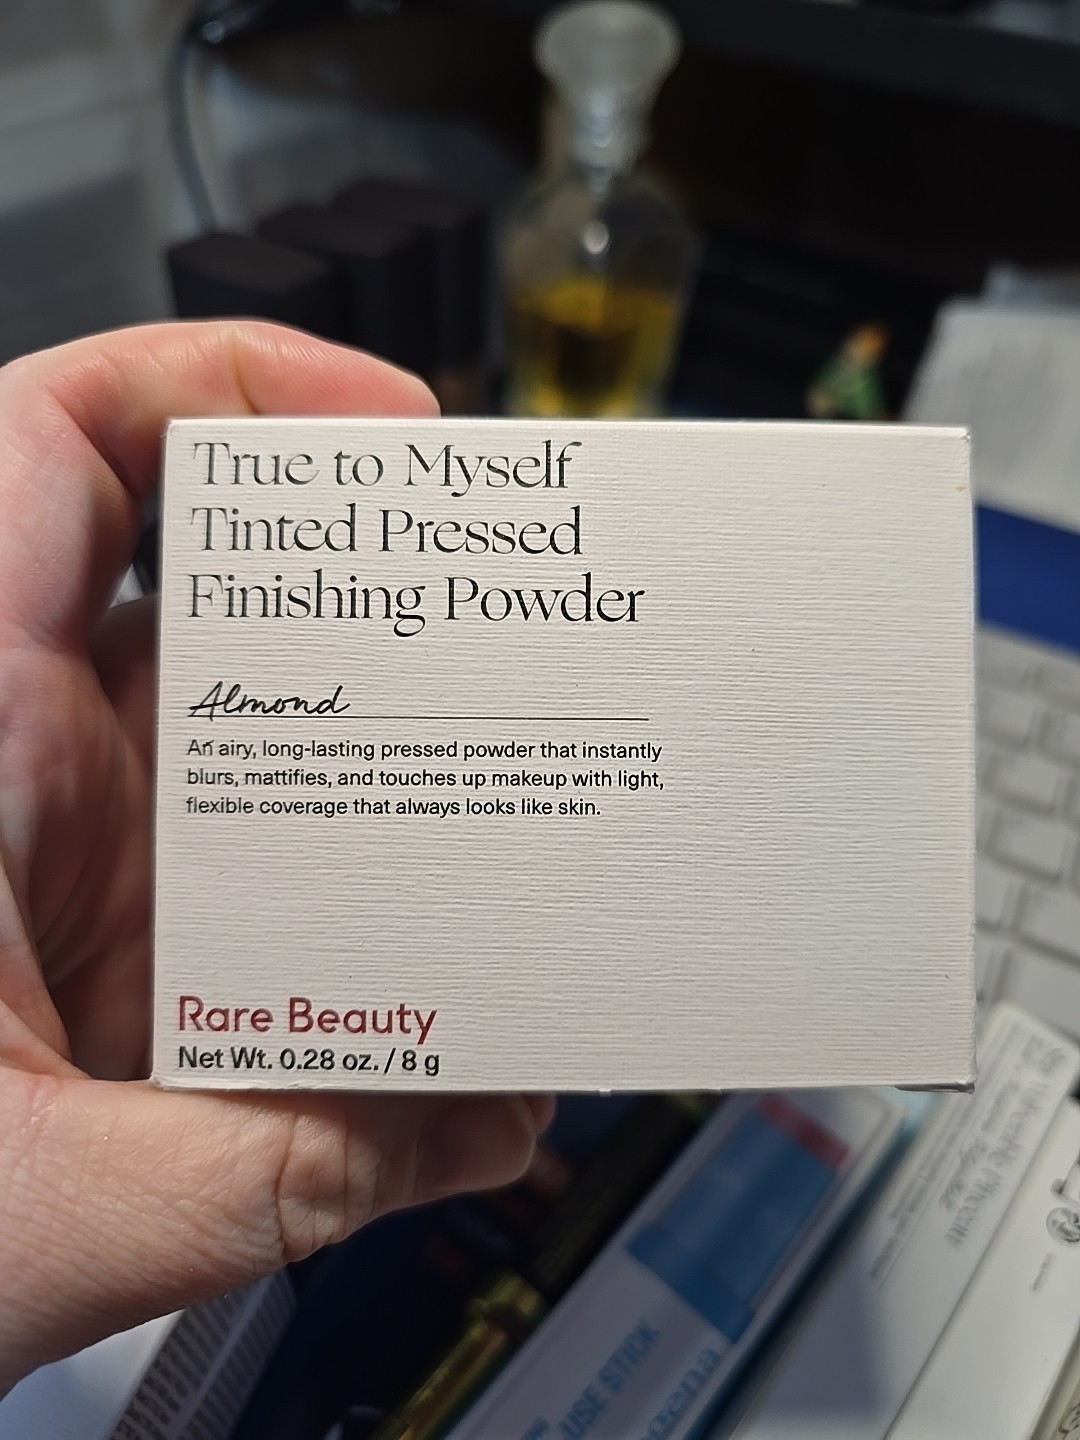 True to Myself
Tinted Pressed
Finishing Powder
Almond
An airy, long-lasting pressed powder that instantly
blurs, mattifies, and touches up makeup with light,
flexible coverage that always looks like skin.
Rare Beauty
Net Wt. 0.28 oz. / 8 g
-USE STICK